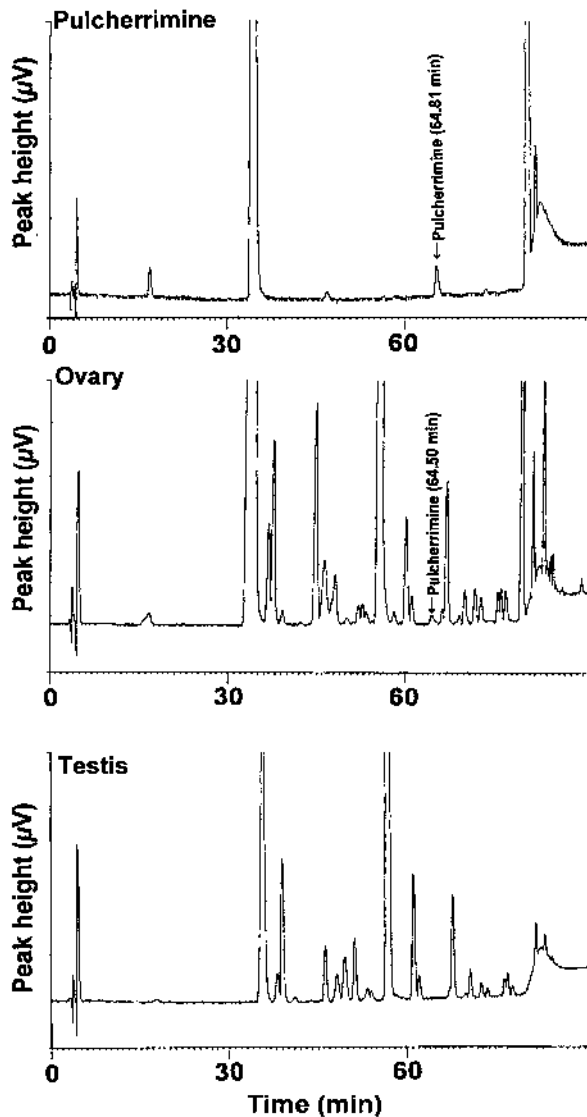 Pulcherrimine
Peak height (µV)
Pulcherrimine (64.81 min)
0 30 60
Ovary
Peak height (µV)
Pulcherrimine (64.50 min)
0 30 60
Testis
Peak height (µV)
0 30 60
Time (min)